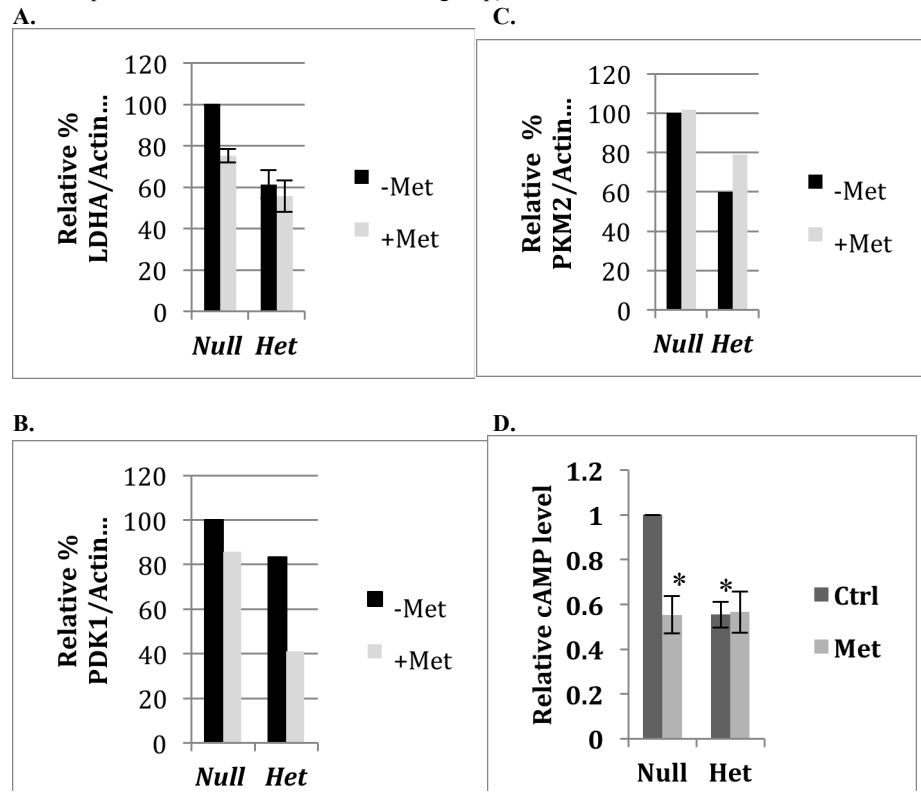 A.
120
100
80
60
40
20
0
Relative %
LDHA/Actin...
-Met
+Met
Null Het
C.
120
100
80
60
40
20
0
Relative %
PKM2/Actin...
-Met
+Met
Null Het
B.
120
100
80
60
40
20
0
Relative %
PDK1/Actin...
-Met
+Met
Null Het
D.
1.2
1
0.8
0.6
0.4
0.2
0
Relative cAMP level
* *
Ctrl
Met
Null Het